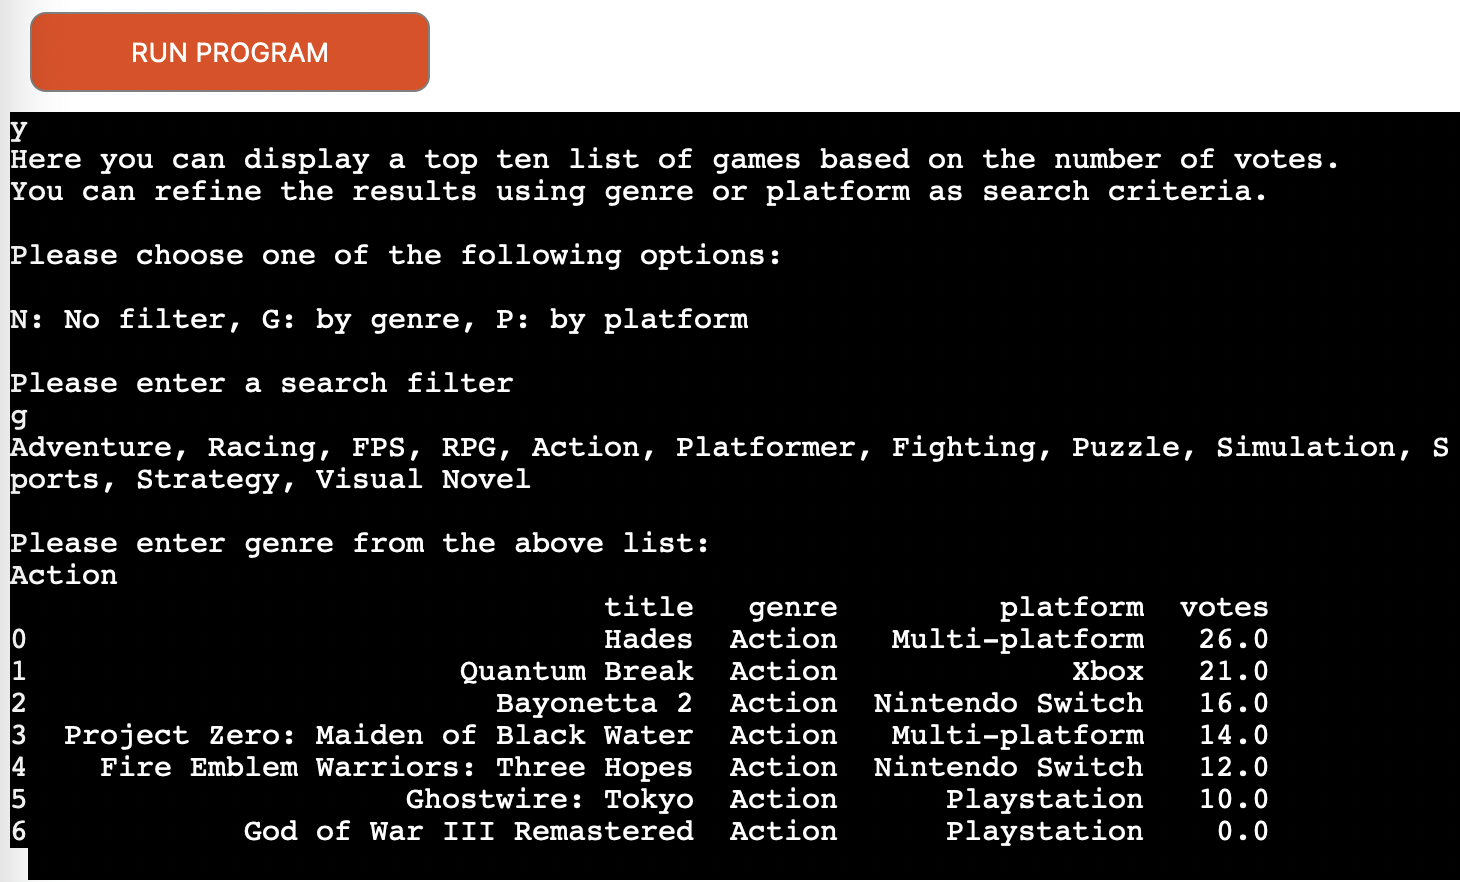 RUN PROGRAM
y
Here you can display a top ten list of games based on the number of votes.
You can refine the results using genre or platform as search criteria.
Please choose one of the following options:
N: No filter, G: by genre, P: by platform
Please enter a search filter
g
Adventure, Racing, FPS, RPG, Action, Platformer, Fighting, Puzzle, Simulation, S
ports, Strategy, Visual Novel
Please enter genre from the above list:
Action
title genre platform votes
0 Hades Action Multi-platform 26.0
1 Quantum Break Action Xbox 21.0
2 Bayonetta 2 Action Nintendo Switch 16.0
3 Project Zero: Maiden of Black Water Action Multi-platform 14.0
4 Fire Emblem Warriors: Three Hopes Action Nintendo Switch 12.0
5 Ghostwire: Tokyo Action Playstation 10.0
6 God of War III Remastered Action Playstation 0.0